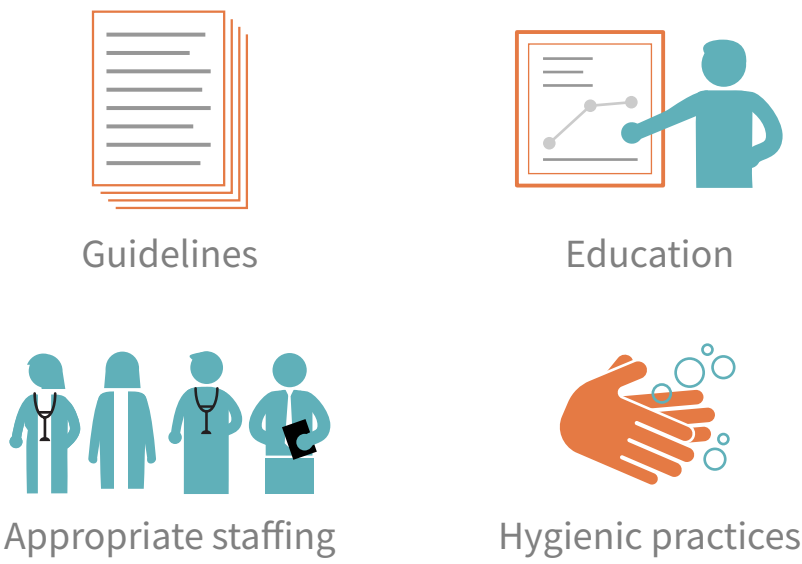 Guidelines
Education
Appropriate staffing
Hygienic practices